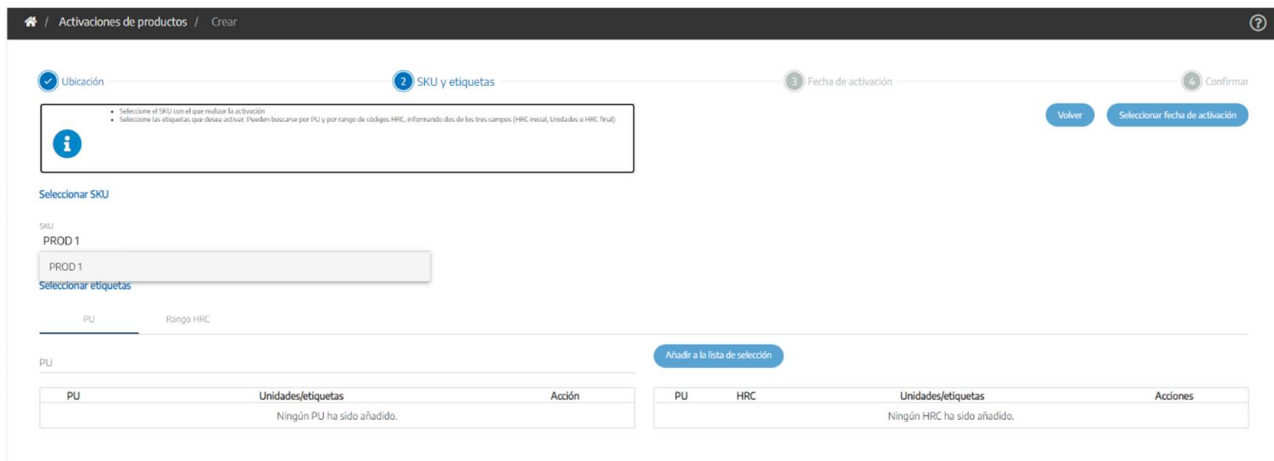 / Activaciones de productos / Crear
Ubicación
2 SKU y etiquetas
3 Fecha de activación
4 Confirmar
• Seleccione el SKU con el que realizar la activación
• Seleccione las etiquetas que desea activar. Pueden buscarse por PU y por rango de códigos HRC, informando dos de los tres campos (HRC inicial, Unidades o HRC final)
Volver
Seleccionar fecha de activación
Seleccionar SKU
SKU
PROD 1
PROD 1
Seleccionar etiquetas
PU Rango HRC
PU
Añadir a la lista de selección
PU Unidades/etiquetas Acción
Ningún PU ha sido añadido.
PU HRC Unidades/etiquetas Acciones
Ningún HRC ha sido añadido.